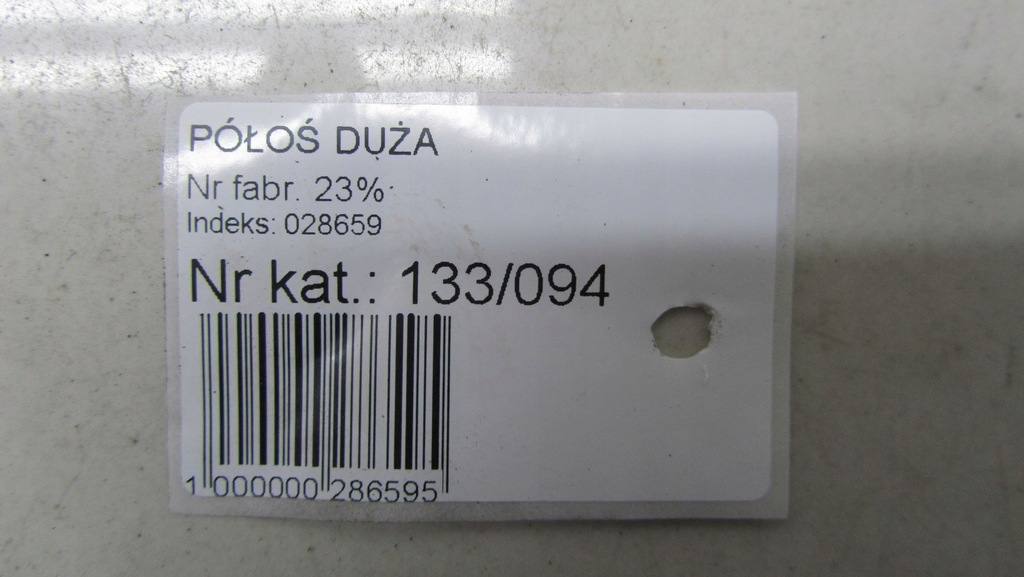 PÓŁOŚ DUŻA
Nr fabr. 23%
Indeks: 028659
Nr kat.: 133/094
1 000000 286595